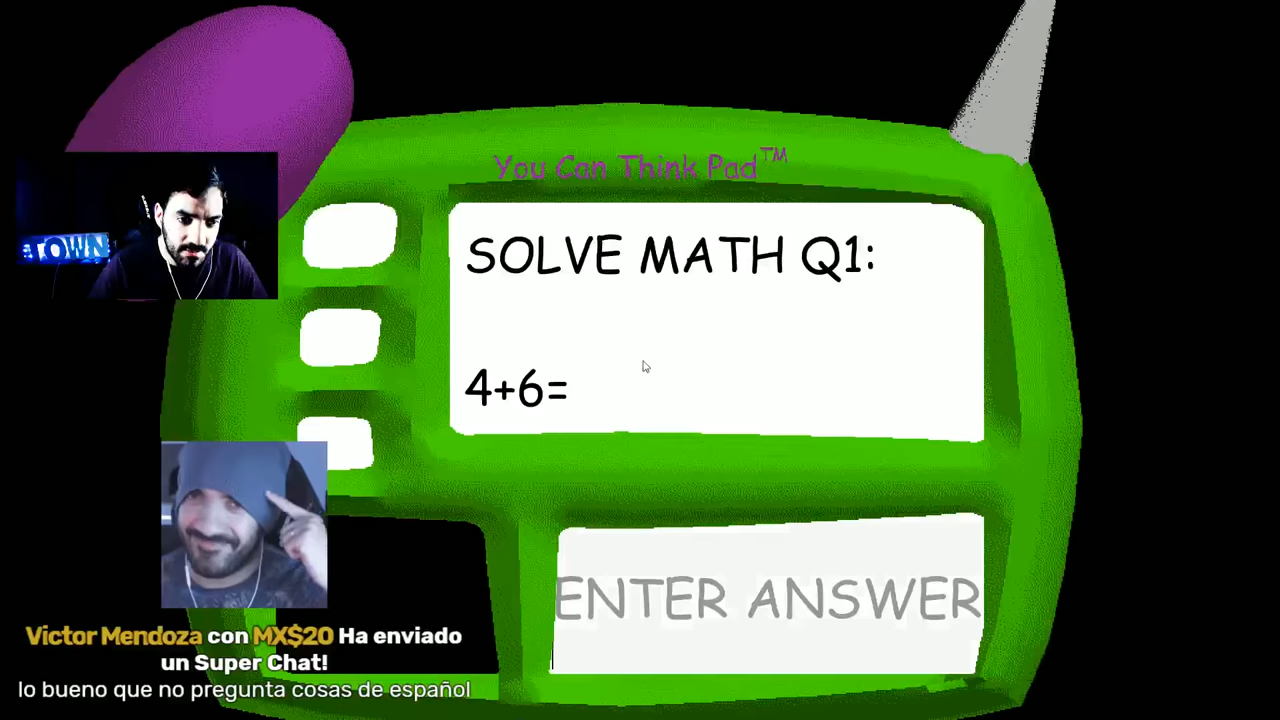 You Can Think Pad™
SOLVE MATH Q1:
4+6=
ENTER ANSWER
TOWN
Victor Mendoza con MX$20 Ha enviado
un Super Chat!
lo bueno que no pregunta cosas de español